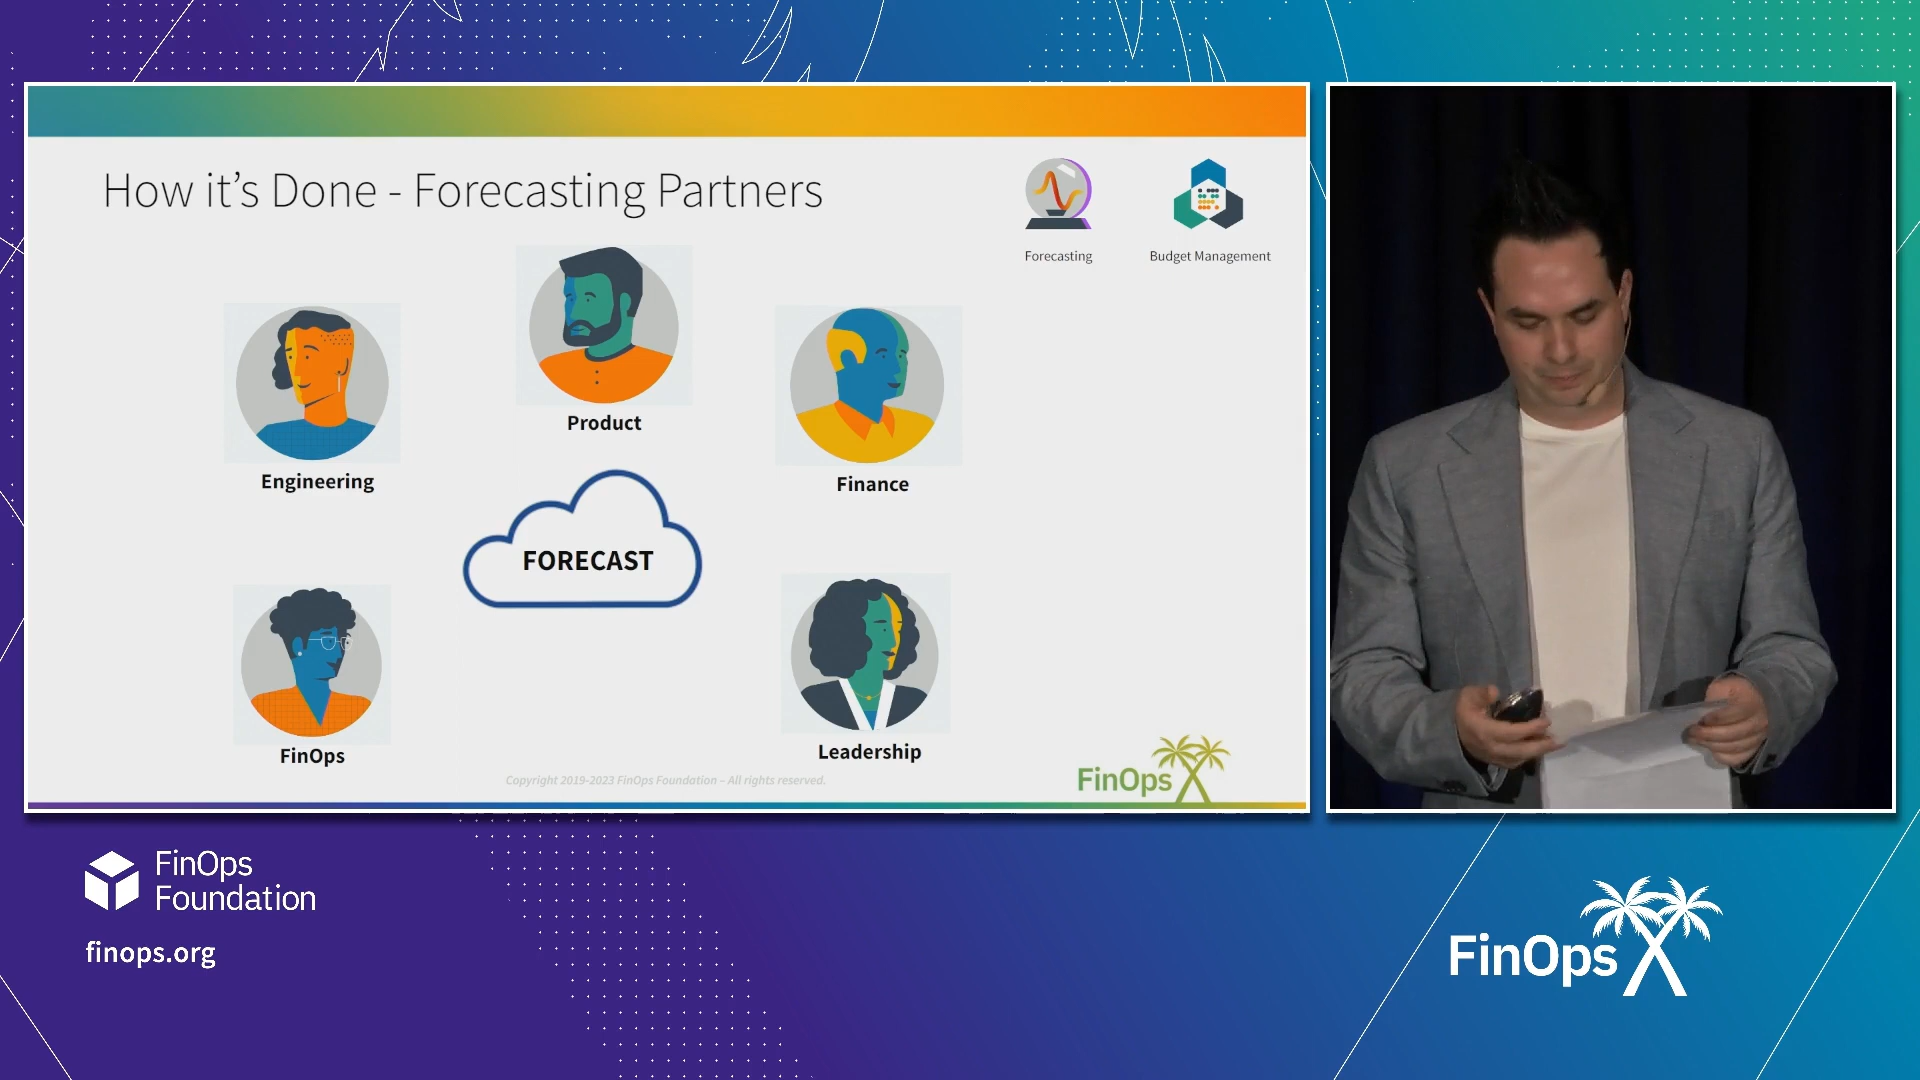 How it's Done - Forecasting Partners
Forecasting
Budget Management
Product
Engineering
Finance
FORECAST
FinOps
Leadership
Copyright 2019-2023 FinOps Foundation – All rights reserved.
FinOps X
FinOps
Foundation
finops.org
FinOps X